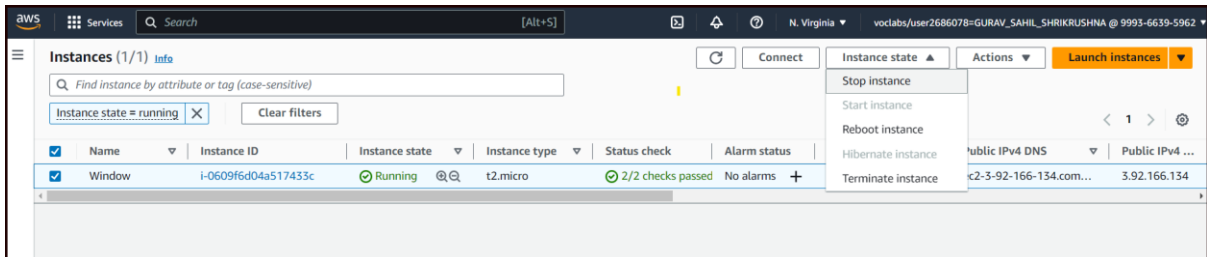 aws Services Search [Alt+S] N. Virginia ▼ voclabs/user2686078=GURAV_SAHIL_SHRIKRUSHNA @ 9993-6639-5962 ▼
Instances (1/1) Info Connect Instance state ▲ Actions ▼ Launch instances ▼
Find instance by attribute or tag (case-sensitive) Stop instance
Instance state = running Clear filters Start instance
Reboot instance
< 1 >
Hibernate instance
Terminate instance
Name Instance ID Instance state Instance type Status check Alarm status Public IPv4 DNS Public IPv4 ...
Window i-0609f6d04a517433c Running t2.micro 2/2 checks passed No alarms + ec2-3-92-166-134.com... 3.92.166.134